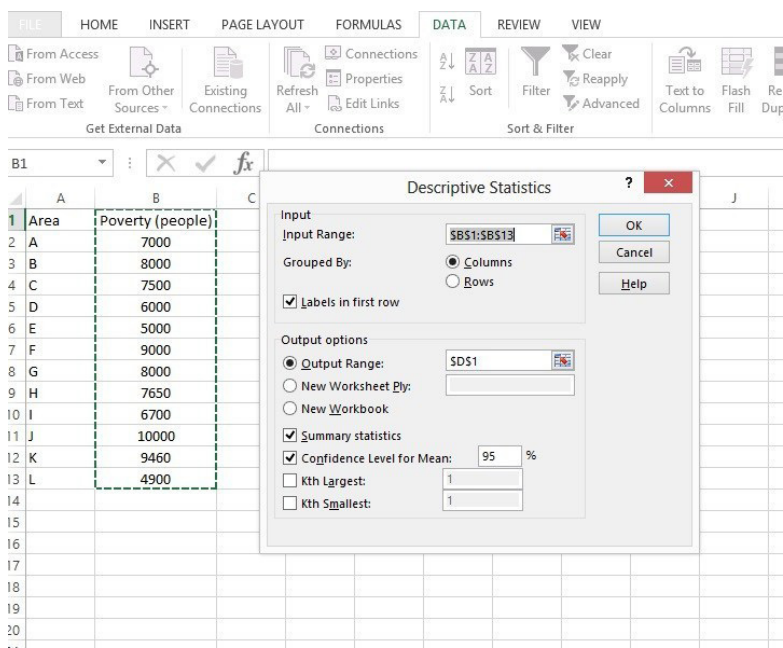 FILE HOME INSERT PAGE LAYOUT FORMULAS DATA REVIEW VIEW
From Access
From Web
From Text
From Other
Sources
Existing
Connections
Get External Data
Refresh
All
Connections
Properties
Edit Links
Connections
Sort
Filter
Clear
Reapply
Advanced
Sort & Filter
Text to
Columns
Flash
Fill
Re
Dup
B1 fx
A B C J
1 Area Poverty (people)
2 A 7000
3 B 8000
4 C 7500
5 D 6000
6 E 5000
7 F 9000
8 G 8000
9 H 7650
10 I 6700
11 J 10000
12 K 9460
13 L 4900
14
15
16
17
18
19
20
Descriptive Statistics ? ×
Input
Input Range: $B$1:$B$13
Grouped By: Columns
Rows
Labels in first row
Output options
Output Range: $D$1
New Worksheet Ply:
New Workbook
Summary statistics
Confidence Level for Mean: 95 %
Kth Largest: 1
Kth Smallest: 1
OK
Cancel
Help